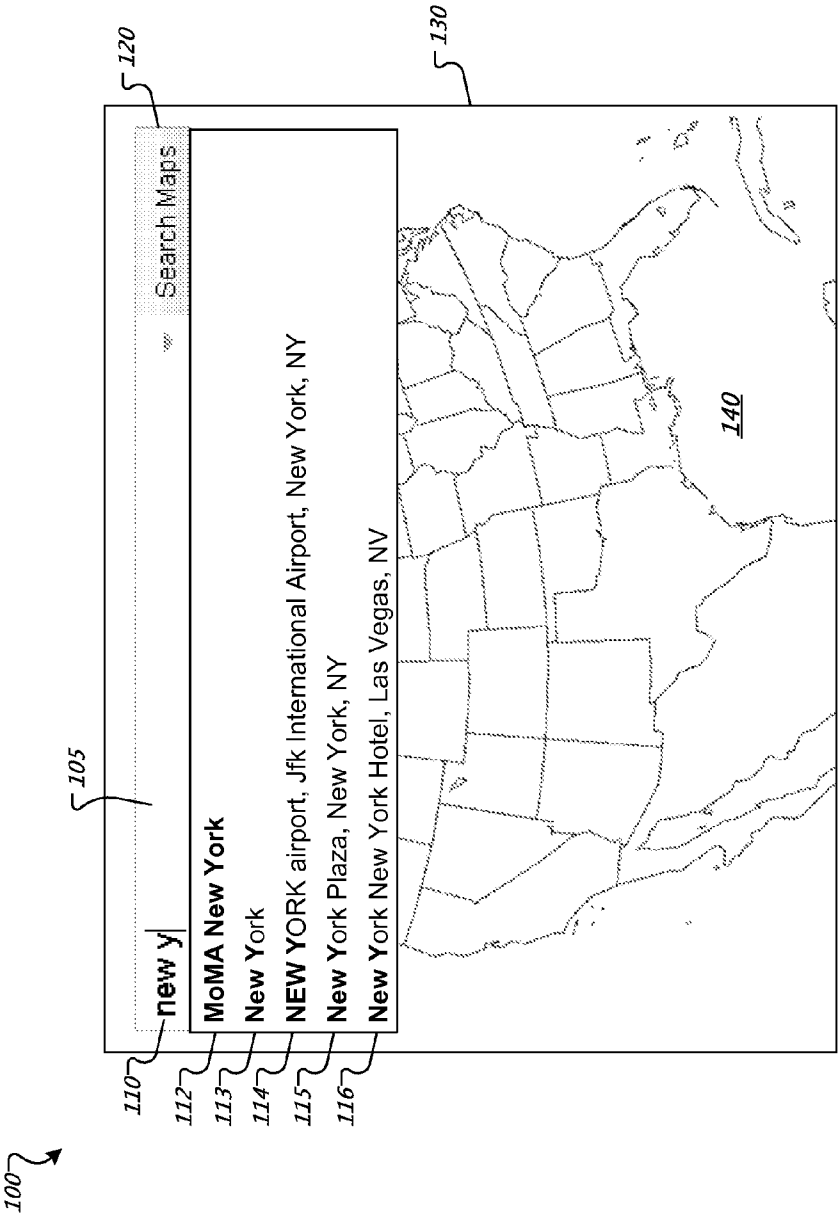 100
105
120
110
new y
Search Maps
112
MoMA New York
113
New York
114
NEW YORK airport, Jfk International Airport, New York, NY
115
New York Plaza, New York, NY
116
New York New York Hotel, Las Vegas, NV
130
140